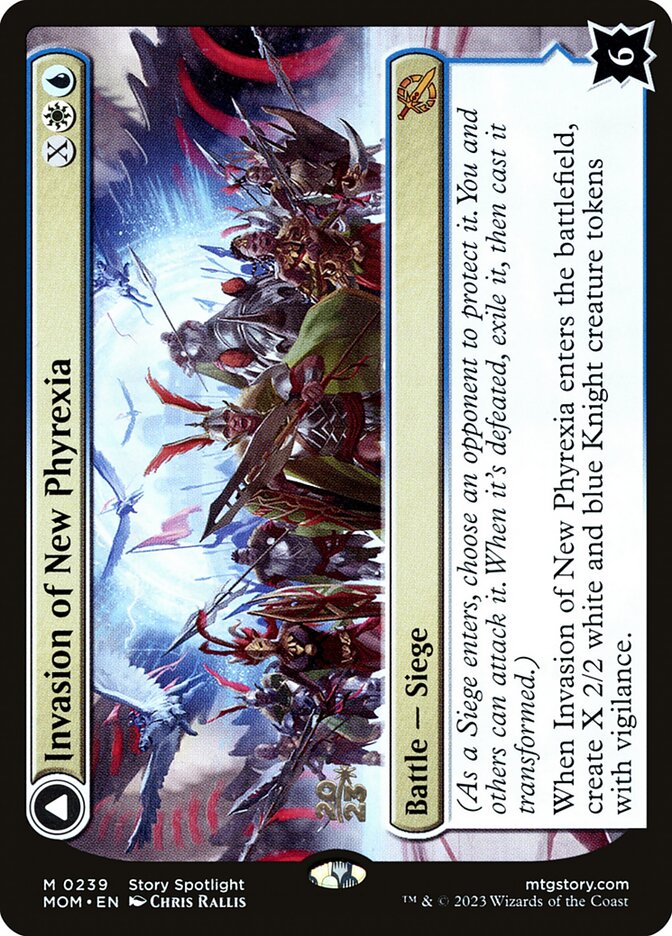 Invasion of New Phyrexia
X
Battle — Siege
(As a Siege enters, choose an opponent to protect it. You and
others can attack it. When it's defeated, exile it, then cast it
transformed.)
When Invasion of New Phyrexia enters the battlefield,
create X 2/2 white and blue Knight creature tokens
with vigilance.
6
20
23
M 0239 Story Spotlight mtgstory.com
MOM • EN Chris Rallis ™ & © 2023 Wizards of the Coast